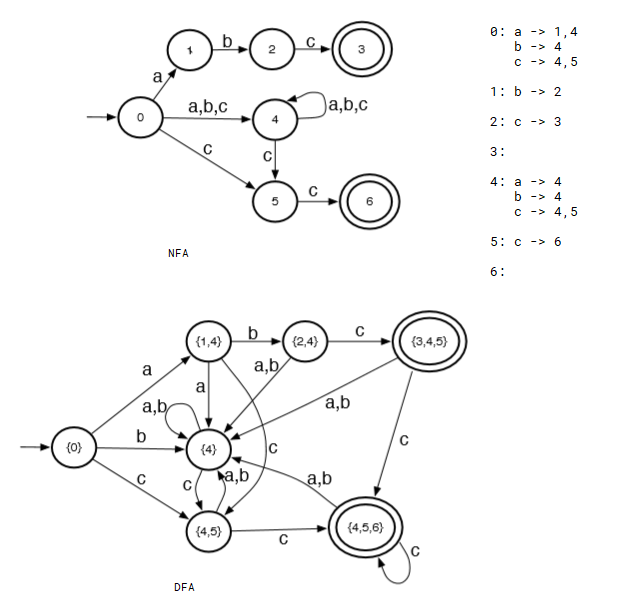 0: a -> 1,4
b -> 4
c -> 4,5
1: b -> 2
2: c -> 3
3:
4: a -> 4
b -> 4
c -> 4,5
5: c -> 6
6:
1
b
2
c
3
a
0
a,b,c
4
a,b,c
c
c
5
c
6
NFA
{1,4}
b
{2,4}
c
{3,4,5}
a
a
a,b
a,b
a,b
{0}
b
{4}
c
c
c
c
a,b
a,b
{4,5}
c
{4,5,6}
c
DFA